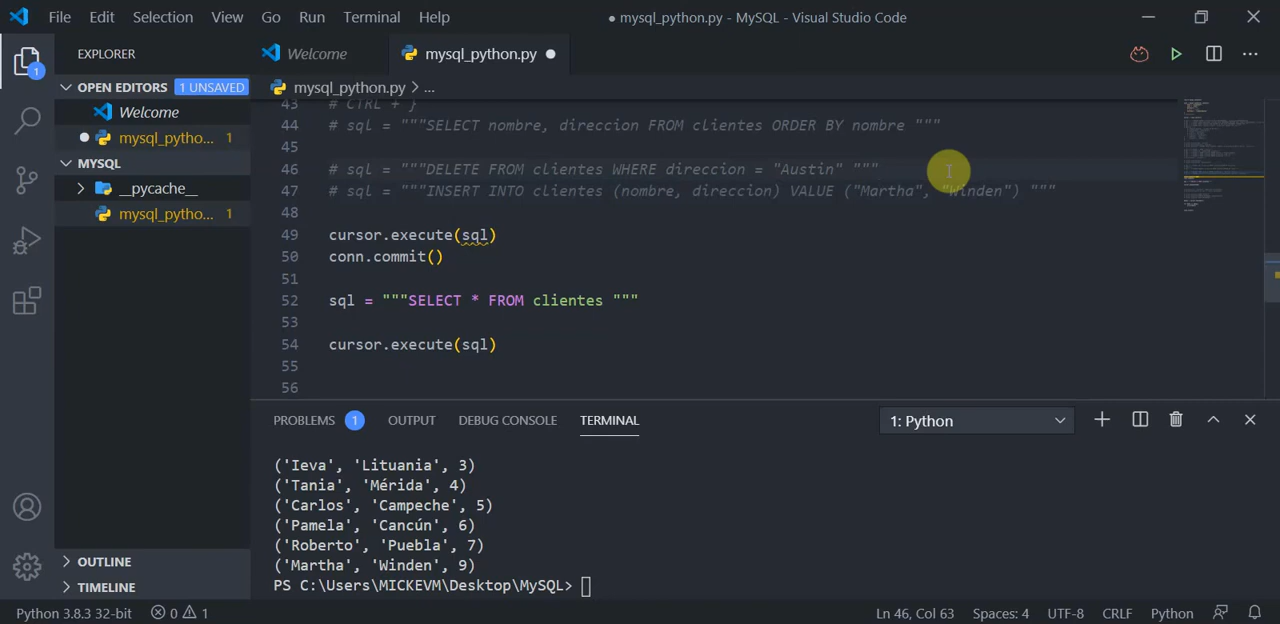 File Edit Selection View Go Run Terminal Help
● mysql_python.py - MySQL - Visual Studio Code
EXPLORER
Welcome
mysql_python.py ●
OPEN EDITORS 1 UNSAVED
mysql_python.py > ...
Welcome
mysql_pytho... 1
MYSQL
__pycache__
mysql_pytho... 1
OUTLINE
TIMELINE
1
43 # CTRL + }
44 # sql = """SELECT nombre, direccion FROM clientes ORDER BY nombre """
45
46 # sql = """DELETE FROM clientes WHERE direccion = "Austin" """
47 # sql = """INSERT INTO clientes (nombre, direccion) VALUE ("Martha", "Winden") """
48
49 cursor.execute(sql)
50 conn.commit()
51
52 sql = """SELECT * FROM clientes """
53
54 cursor.execute(sql)
55
56
PROBLEMS 1 OUTPUT DEBUG CONSOLE TERMINAL
1: Python
('Ieva', 'Lituania', 3)
('Tania', 'Mérida', 4)
('Carlos', 'Campeche', 5)
('Pamela', 'Cancún', 6)
('Roberto', 'Puebla', 7)
('Martha', 'Winden', 9)
PS C:\Users\MICKEVM\Desktop\MySQL>
Python 3.8.3 32-bit 0 1
Ln 46, Col 63 Spaces: 4 UTF-8 CRLF Python